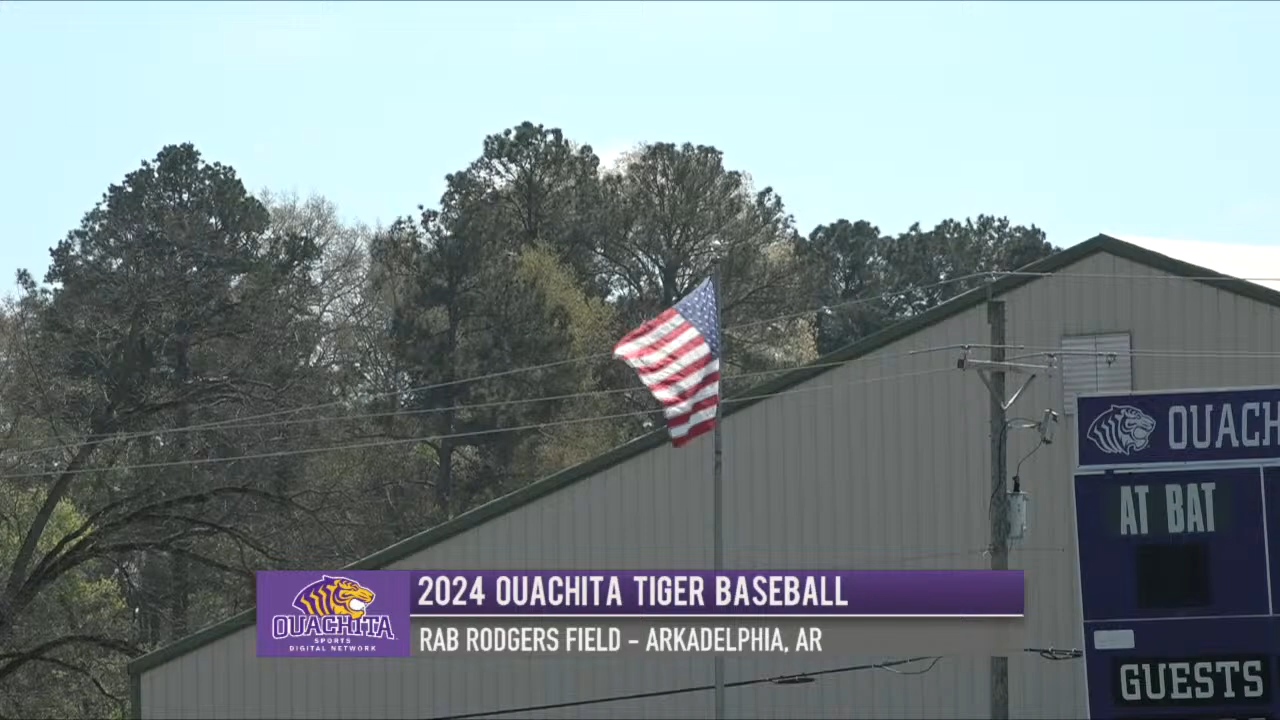 OUACH
AT BAT
GUESTS
2024 OUACHITA TIGER BASEBALL
RAB RODGERS FIELD - ARKADELPHIA, AR
OUACHITA
SPORTS
DIGITAL NETWORK